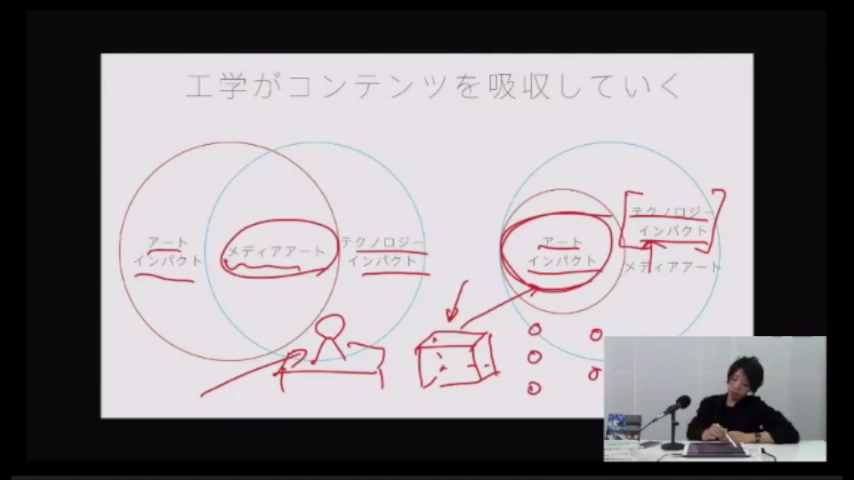 工学がコンテンツを吸収していく
アート
インパクト
メディアアート
テクノロジー
インパクト
アート
インパクト
テクノロジー
インパクト
メディアアート